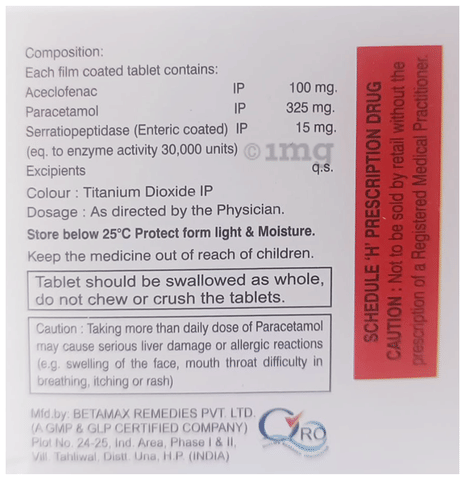 Composition:
Each film coated tablet contains:
Aceclofenac IP 100 mg.
Paracetamol IP 325 mg.
Serratiopeptidase (Enteric coated) IP 15 mg.
(eq. to enzyme activity 30,000 units)
©1mg
Excipients q.s.
Colour : Titanium Dioxide IP
Dosage : As directed by the Physician.
Store below 25°C Protect form light & Moisture.
Keep the medicine out of reach of children.
Tablet should be swallowed as whole,
do not chew or crush the tablets.
Caution : Taking more than daily dose of Paracetamol
may cause serious liver damage or allergic reactions
(e.g. swelling of the face, mouth throat difficulty in
breathing, itching or rash)
Mfd.by: BETAMAX REMEDIES PVT. LTD.
(A GMP & GLP CERTIFIED COMPANY)
Plot No. 24-25, Ind. Area, Phase I & II,
Vill. Tahliwal, Distt. Una, H.P. (INDIA)
QRO
SCHEDULE 'H' PRESCRIPTION DRUG
CAUTION : Not to be sold by retail without the
prescription of a Registered Medical Practitioner.